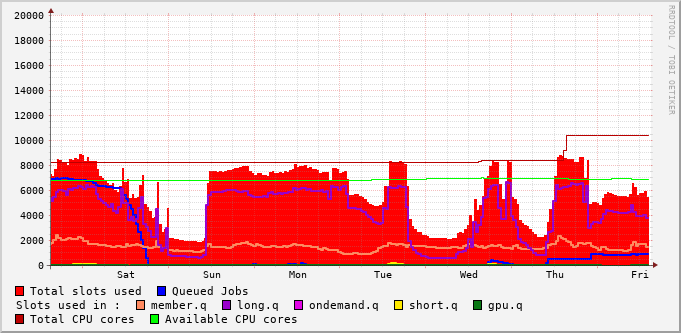 20000
18000
16000
14000
12000
10000
8000
6000
4000
2000
0
Sat Sun Mon Tue Wed Thu Fri
RRDTOOL / TOBI OETIKER
Total slots used Queued Jobs
Slots used in : member.q long.q ondemand.q short.q gpu.q
Total CPU cores Available CPU cores